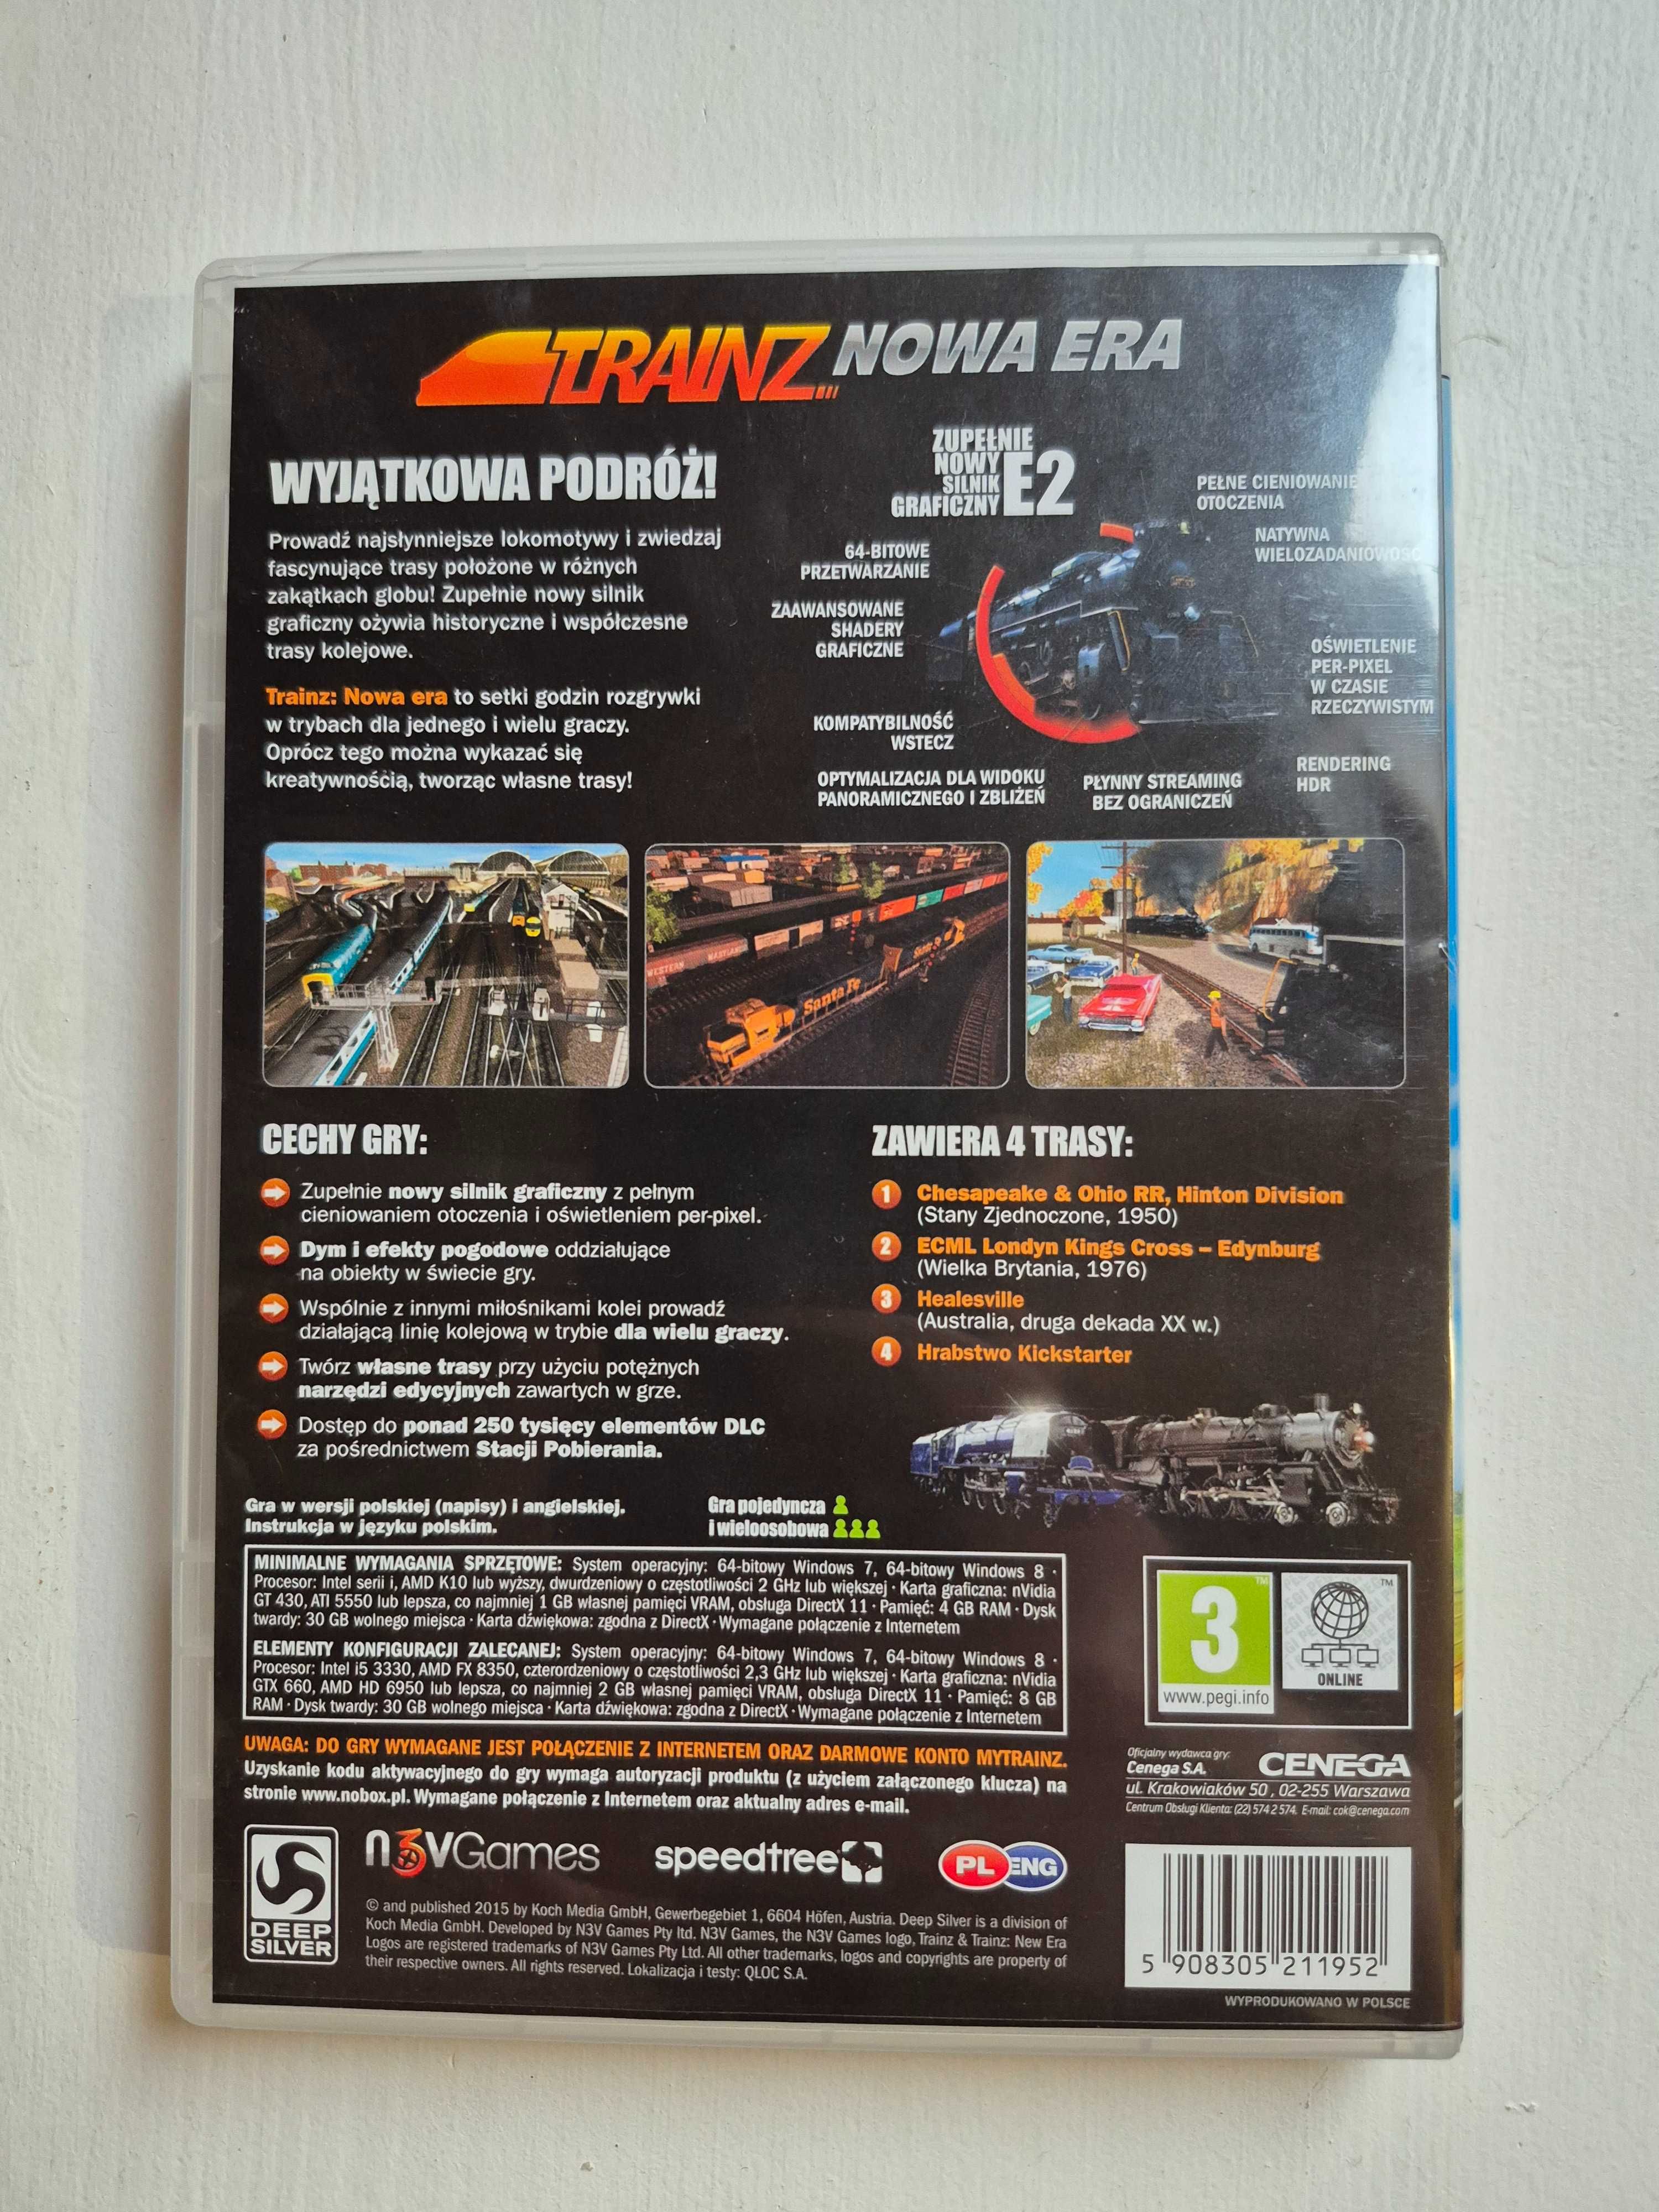 TRAINZ NOWA ERA
WYJĄTKOWA PODRÓŻ!
Prowadź najsłynniejsze lokomotywy i zwiedzaj
fascynujące trasy położone w różnych
zakątkach globu! Zupełnie nowy silnik
graficzny ożywia historyczne i współczesne
trasy kolejowe.
Trainz: Nowa era to setki godzin rozgrywki
w trybach dla jednego i wielu graczy.
Oprócz tego można wykazać się
kreatywnością, tworząc własne trasy!
ZUPEŁNIE
NOWY
SILNIK
GRAFICZNY
E2
64-BITOWE
PRZETWARZANIE
ZAAWANSOWANE
SHADERY
GRAFICZNE
KOMPATYBILNOŚĆ
WSTECZ
OPTYMALIZACJA DLA WIDOKU
PANORAMICZNEGO I ZBLIŻEŃ
PŁYNNY STREAMING
BEZ OGRANICZEŃ
RENDERING
HDR
OŚWIETLENIE
PER-PIXEL
W CZASIE
RZECZYWISTYM
NATYWNA
WIELOZADANIOWOŚĆ
PEŁNE CIENIOWANIE
OTOCZENIA
WESTERN MARYLAND
Santa Fe
Santa Fe
CECHY GRY:
Zupełnie nowy silnik graficzny z pełnym
cieniowaniem otoczenia i oświetleniem per-pixel.
Dym i efekty pogodowe oddziałujące
na obiekty w świecie gry.
Wspólnie z innymi miłośnikami kolei prowadź
działającą linię kolejową w trybie dla wielu graczy.
Twórz własne trasy przy użyciu potężnych
narzędzi edycyjnych zawartych w grze.
Dostęp do ponad 250 tysięcy elementów DLC
za pośrednictwem Stacji Pobierania.
ZAWIERA 4 TRASY:
1 Chesapeake & Ohio RR, Hinton Division
(Stany Zjednoczone, 1950)
2 ECML Londyn Kings Cross – Edynburg
(Wielka Brytania, 1976)
3 Healesville
(Australia, druga dekada XX w.)
4 Hrabstwo Kickstarter
Gra w wersji polskiej (napisy) i angielskiej.
Instrukcja w języku polskim.
Gra pojedyncza
i wieloosobowa
MINIMALNE WYMAGANIA SPRZĘTOWE: System operacyjny: 64-bitowy Windows 7, 64-bitowy Windows 8 ·
Procesor: Intel serii i, AMD K10 lub wyższy, dwurdzeniowy o częstotliwości 2 GHz lub większej · Karta graficzna: nVidia
GT 430, ATI 5550 lub lepsza, co najmniej 1 GB własnej pamięci VRAM, obsługa DirectX 11 · Pamięć: 4 GB RAM · Dysk
twardy: 30 GB wolnego miejsca · Karta dźwiękowa: zgodna z DirectX · Wymagane połączenie z Internetem
ELEMENTY KONFIGURACJI ZALECANEJ: System operacyjny: 64-bitowy Windows 7, 64-bitowy Windows 8 ·
Procesor: Intel i5 3330, AMD FX 8350, czterordzeniowy o częstotliwości 2,3 GHz lub większej · Karta graficzna: nVidia
GTX 660, AMD HD 6950 lub lepsza, co najmniej 2 GB własnej pamięci VRAM, obsługa DirectX 11 · Pamięć: 8 GB
RAM · Dysk twardy: 30 GB wolnego miejsca · Karta dźwiękowa: zgodna z DirectX · Wymagane połączenie z Internetem
UWAGA: DO GRY WYMAGANE JEST POŁĄCZENIE Z INTERNETEM ORAZ DARMOWE KONTO MYTRAINZ.
Uzyskanie kodu aktywacyjnego do gry wymaga autoryzacji produktu (z użyciem załączonego klucza) na
stronie www.nobox.pl. Wymagane połączenie z Internetem oraz aktualny adres e-mail.
3 ™
www.pegi.info
™
ONLINE
Oficjalny wydawca gry:
Cenega S.A.
CENEGA
ul. Krakowiaków 50, 02-255 Warszawa
Centrum Obsługi Klienta: (22) 574 2 574. E-mail: cok@cenega.com
DEEP
SILVER
N3VGames
speedtree
PL ENG
© and published 2015 by Koch Media GmbH, Gewerbegebiet 1, 6604 Höfen, Austria. Deep Silver is a division of
Koch Media GmbH. Developed by N3V Games Pty ltd. N3V Games, the N3V Games logo, Trainz & Trainz: New Era
Logos are registered trademarks of N3V Games Pty Ltd. All other trademarks, logos and copyrights are property of
their respective owners. All rights reserved. Lokalizacja i testy: QLOC S.A.
5 908305 211952
WYPRODUKOWANO W POLSCE